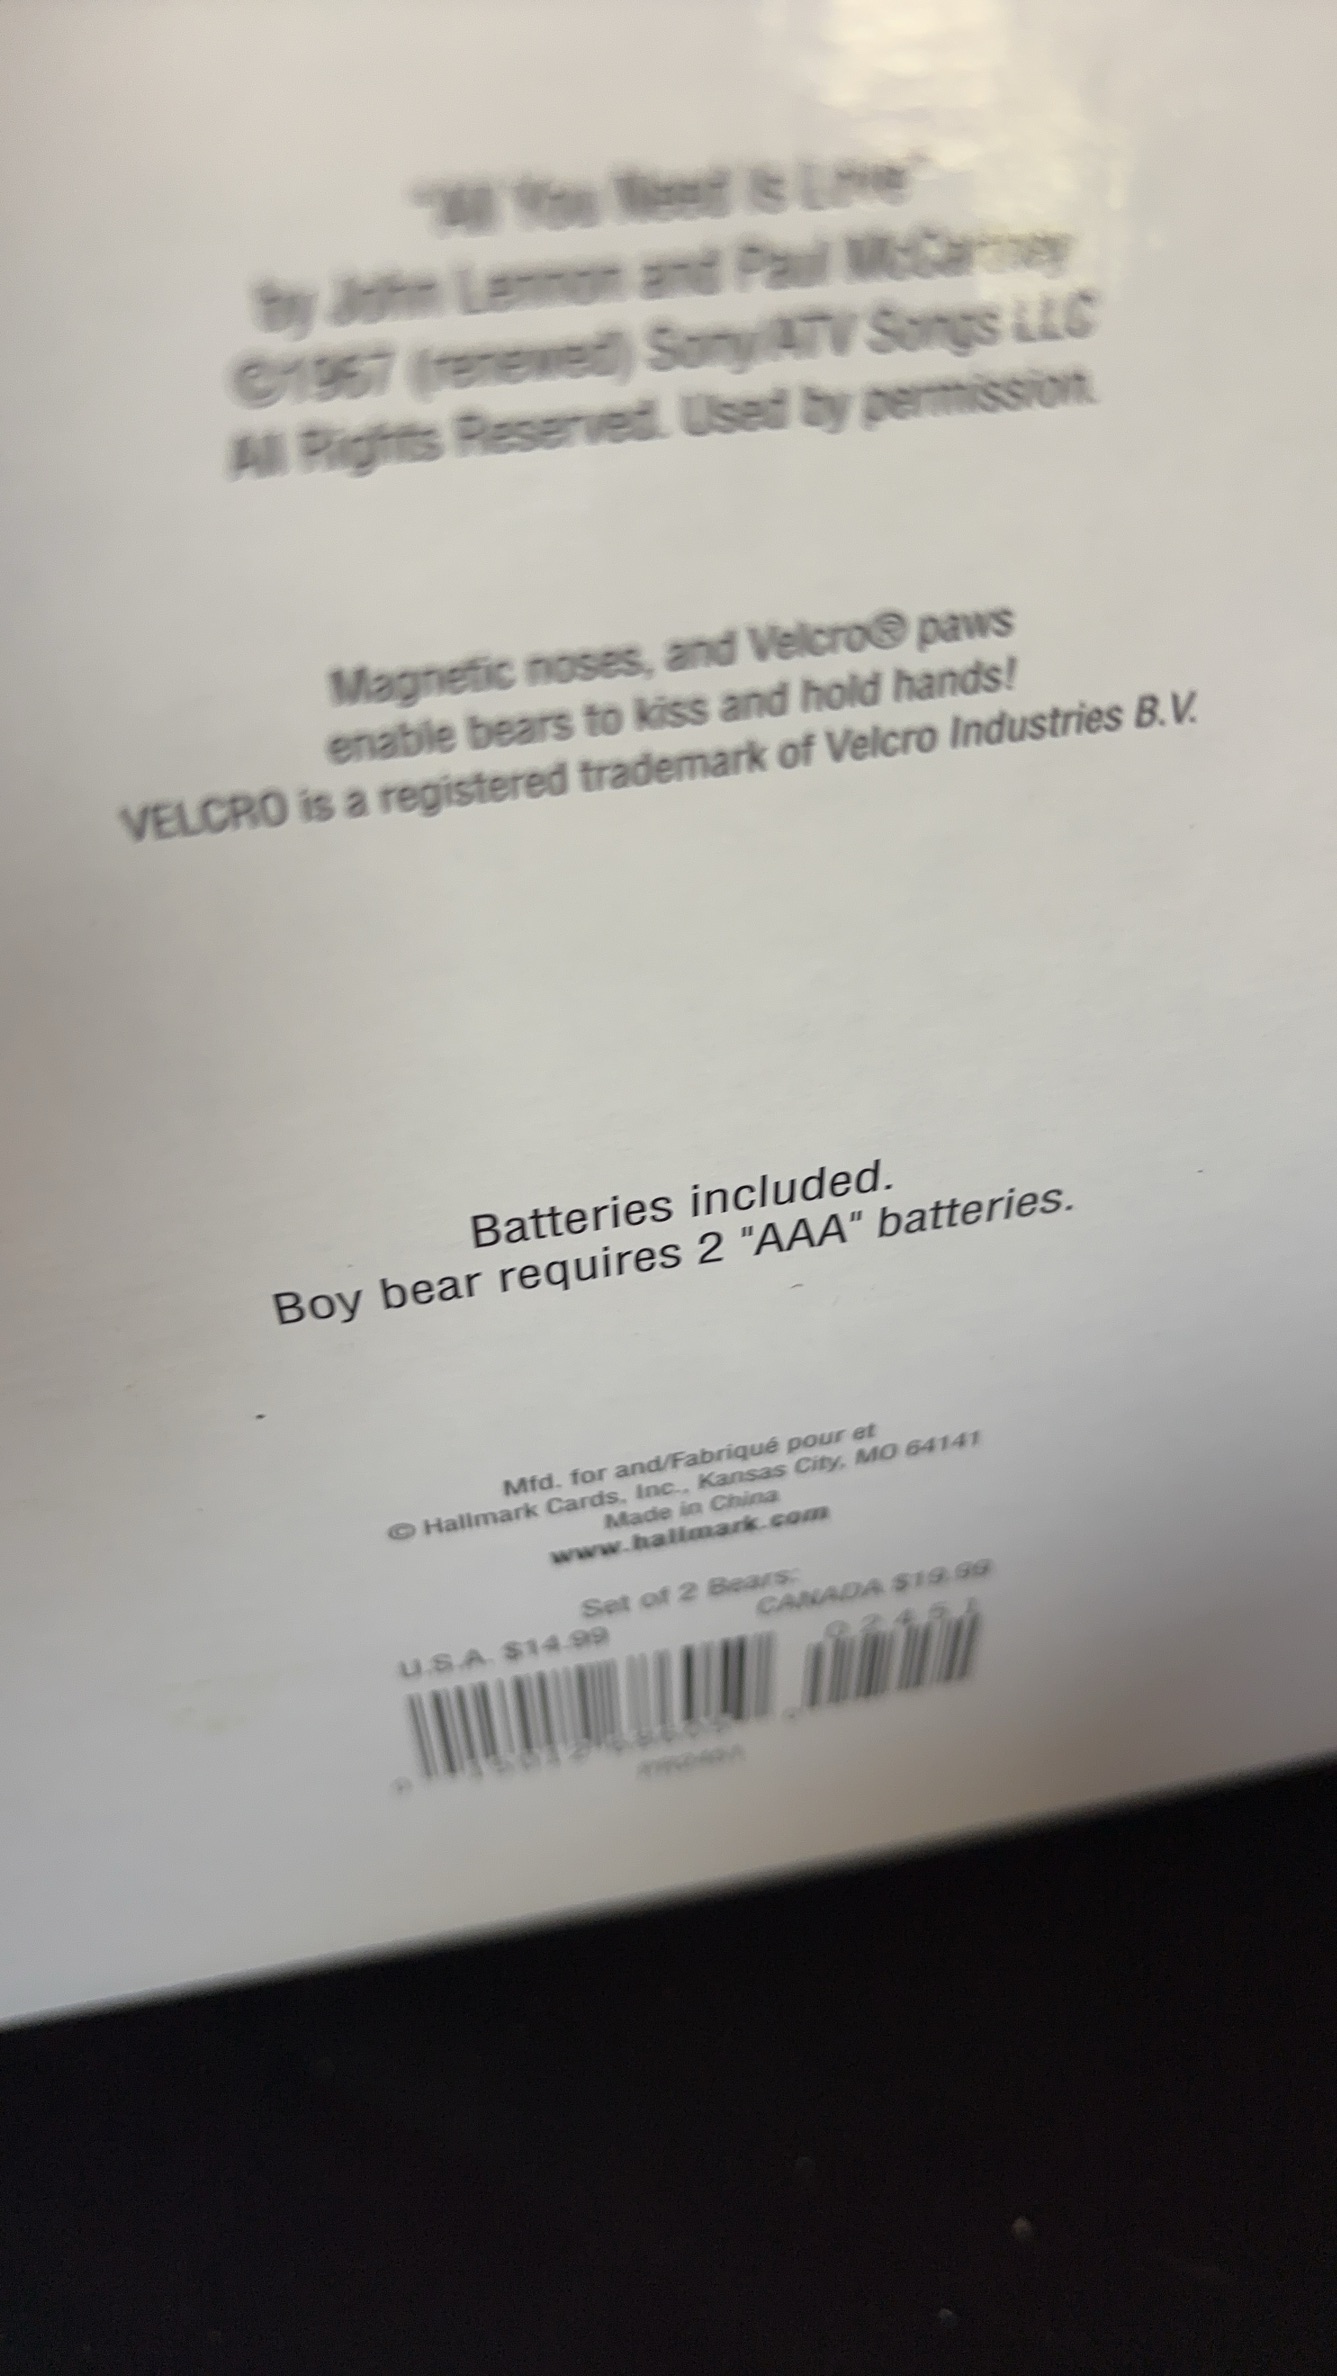 "All You Need Is Love"
by John Lennon and Paul McCartney
©1967 (renewed) Sony/ATV Songs LLC
All Rights Reserved. Used by permission.
Magnetic noses, and Velcro® paws
enable bears to kiss and hold hands!
VELCRO is a registered trademark of Velcro Industries B.V.
Batteries included.
Boy bear requires 2 "AAA" batteries.
Mfd. for and/Fabriqué pour et
© Hallmark Cards, Inc., Kansas City, MO 64141
Made in China
www.hallmark.com
Set of 2 Bears:
U.S.A. $14.99 CANADA $19.99
02451